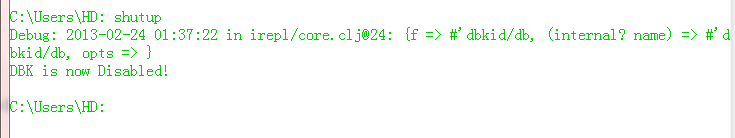 C:\Users\HD: shutup
Debug: 2013-02-24 01:37:22 in irepl/core.clj@24: {f => #'dbkid/db, (internal? name) => #'d
bkid/db, opts => }
DBK is now Disabled!
C:\Users\HD: